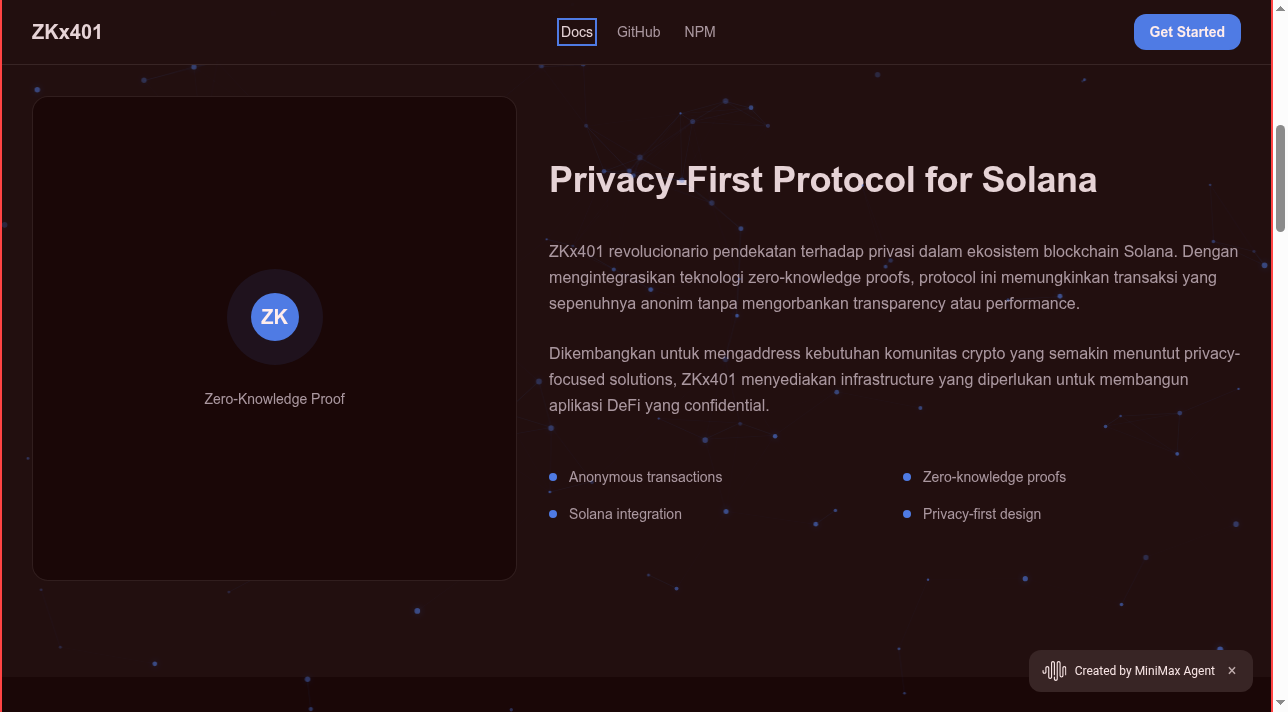 ZKx401
Docs
GitHub
NPM
Get Started
ZK
Zero-Knowledge Proof
Privacy-First Protocol for Solana
ZKx401 revolucionario pendekatan terhadap privasi dalam ekosistem blockchain Solana. Dengan
mengintegrasikan teknologi zero-knowledge proofs, protocol ini memungkinkan transaksi yang
sepenuhnya anonim tanpa mengorbankan transparency atau performance.
Dikembangkan untuk mengaddress kebutuhan komunitas crypto yang semakin menuntut privacy-
focused solutions, ZKx401 menyediakan infrastructure yang diperlukan untuk membangun
aplikasi DeFi yang confidential.
Anonymous transactions
Zero-knowledge proofs
Solana integration
Privacy-first design
Created by MiniMax Agent ×